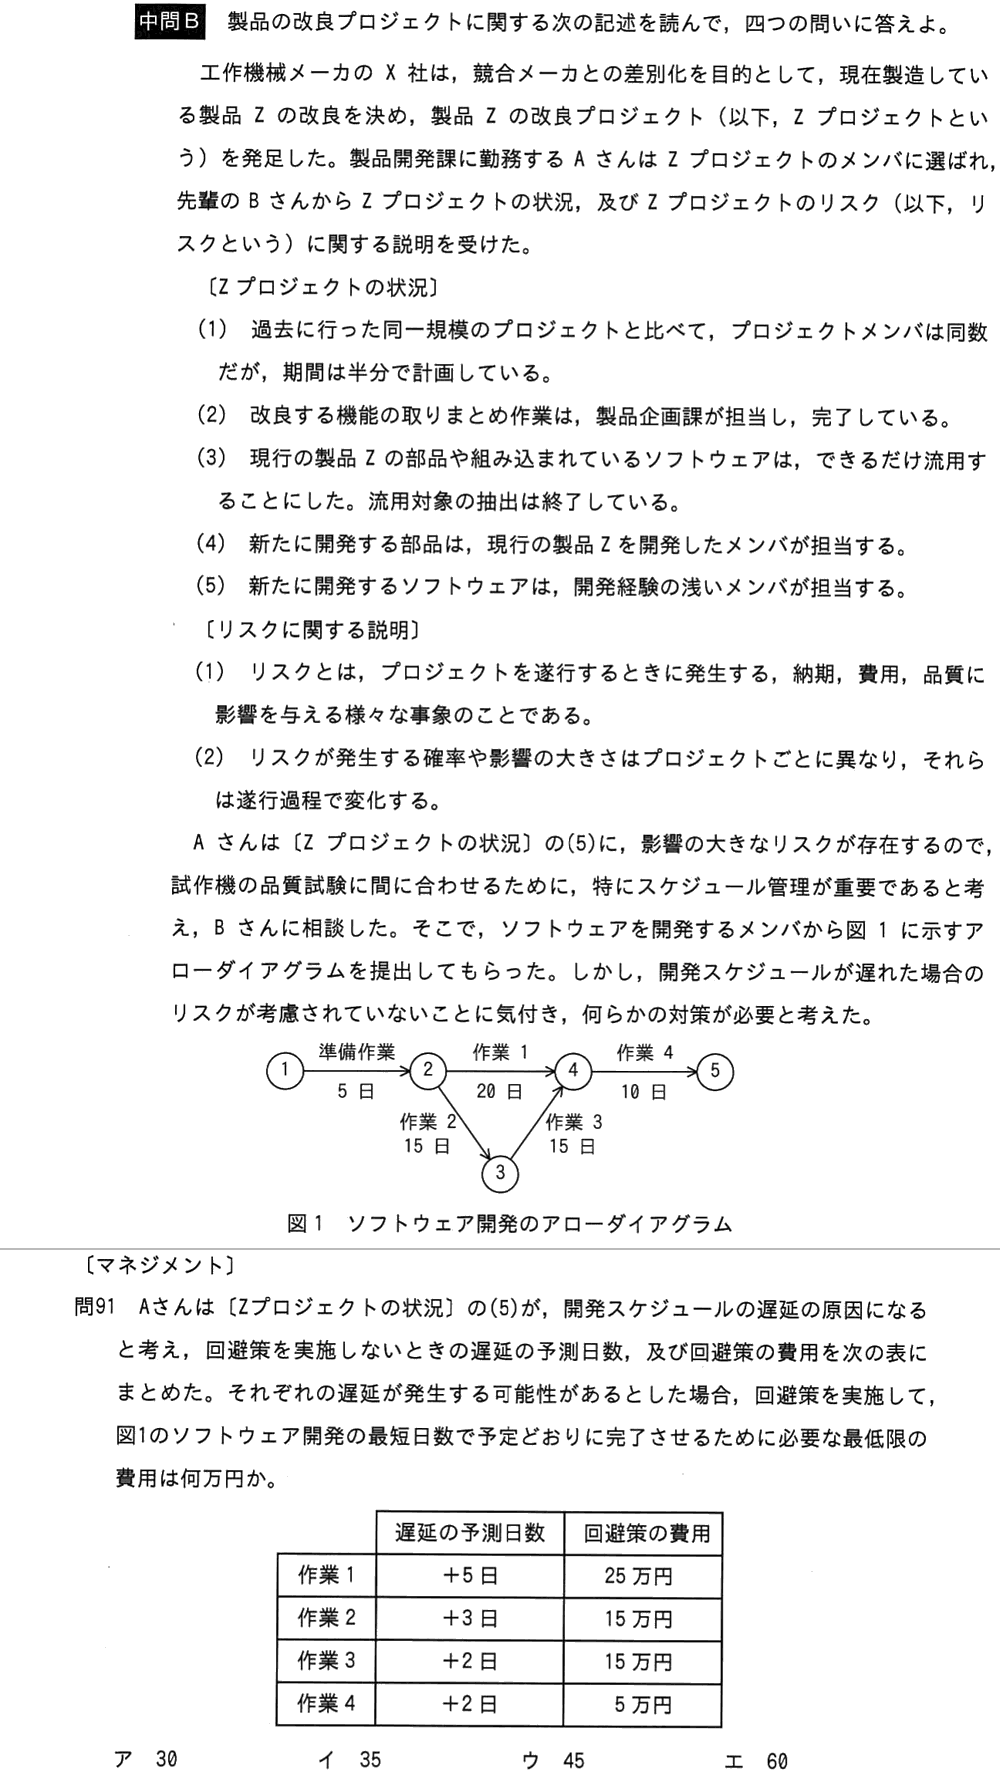 中問B 製品の改良プロジェクトに関する次の記述を読んで，四つの問いに答えよ。
工作機械メーカの X 社は，競合メーカとの差別化を目的として，現在製造してい
る製品 Z の改良を決め，製品 Z の改良プロジェクト（以下，Z プロジェクトとい
う）を発足した。製品開発課に勤務する A さんは Z プロジェクトのメンバに選ばれ，
先輩の B さんから Z プロジェクトの状況，及び Z プロジェクトのリスク（以下，リ
スクという）に関する説明を受けた。
〔Z プロジェクトの状況〕
(1) 過去に行った同一規模のプロジェクトと比べて，プロジェクトメンバは同数
だが，期間は半分で計画している。
(2) 改良する機能の取りまとめ作業は，製品企画課が担当し，完了している。
(3) 現行の製品 Z の部品や組み込まれているソフトウェアは，できるだけ流用す
ることにした。流用対象の抽出は終了している。
(4) 新たに開発する部品は，現行の製品 Z を開発したメンバが担当する。
(5) 新たに開発するソフトウェアは，開発経験の浅いメンバが担当する。
〔リスクに関する説明〕
(1) リスクとは，プロジェクトを遂行するときに発生する，納期，費用，品質に
影響を与える様々な事象のことである。
(2) リスクが発生する確率や影響の大きさはプロジェクトごとに異なり，それら
は遂行過程で変化する。
A さんは〔Z プロジェクトの状況〕の(5)に，影響の大きなリスクが存在するので，
試作機の品質試験に間に合わせるために，特にスケジュール管理が重要であると考
え，B さんに相談した。そこで，ソフトウェアを開発するメンバから図 1 に示すア
ローダイアグラムを提出してもらった。しかし，開発スケジュールが遅れた場合の
リスクが考慮されていないことに気付き，何らかの対策が必要と考えた。
準備作業 作業 1 作業 4
1 2 4 5
5 日 20 日 10 日
作業 2 作業 3
15 日 15 日
3
図 1 ソフトウェア開発のアローダイアグラム
〔マネジメント〕
問91 Aさんは〔Zプロジェクトの状況〕の(5)が，開発スケジュールの遅延の原因になる
と考え，回避策を実施しないときの遅延の予測日数，及び回避策の費用を次の表に
まとめた。それぞれの遅延が発生する可能性があるとした場合，回避策を実施して，
図1のソフトウェア開発の最短日数で予定どおりに完了させるために必要な最低限の
費用は何万円か。
遅延の予測日数 回避策の費用
作業 1 +5 日 25 万円
作業 2 +3 日 15 万円
作業 3 +2 日 15 万円
作業 4 +2 日 5 万円
ア 30 イ 35 ウ 45 エ 60